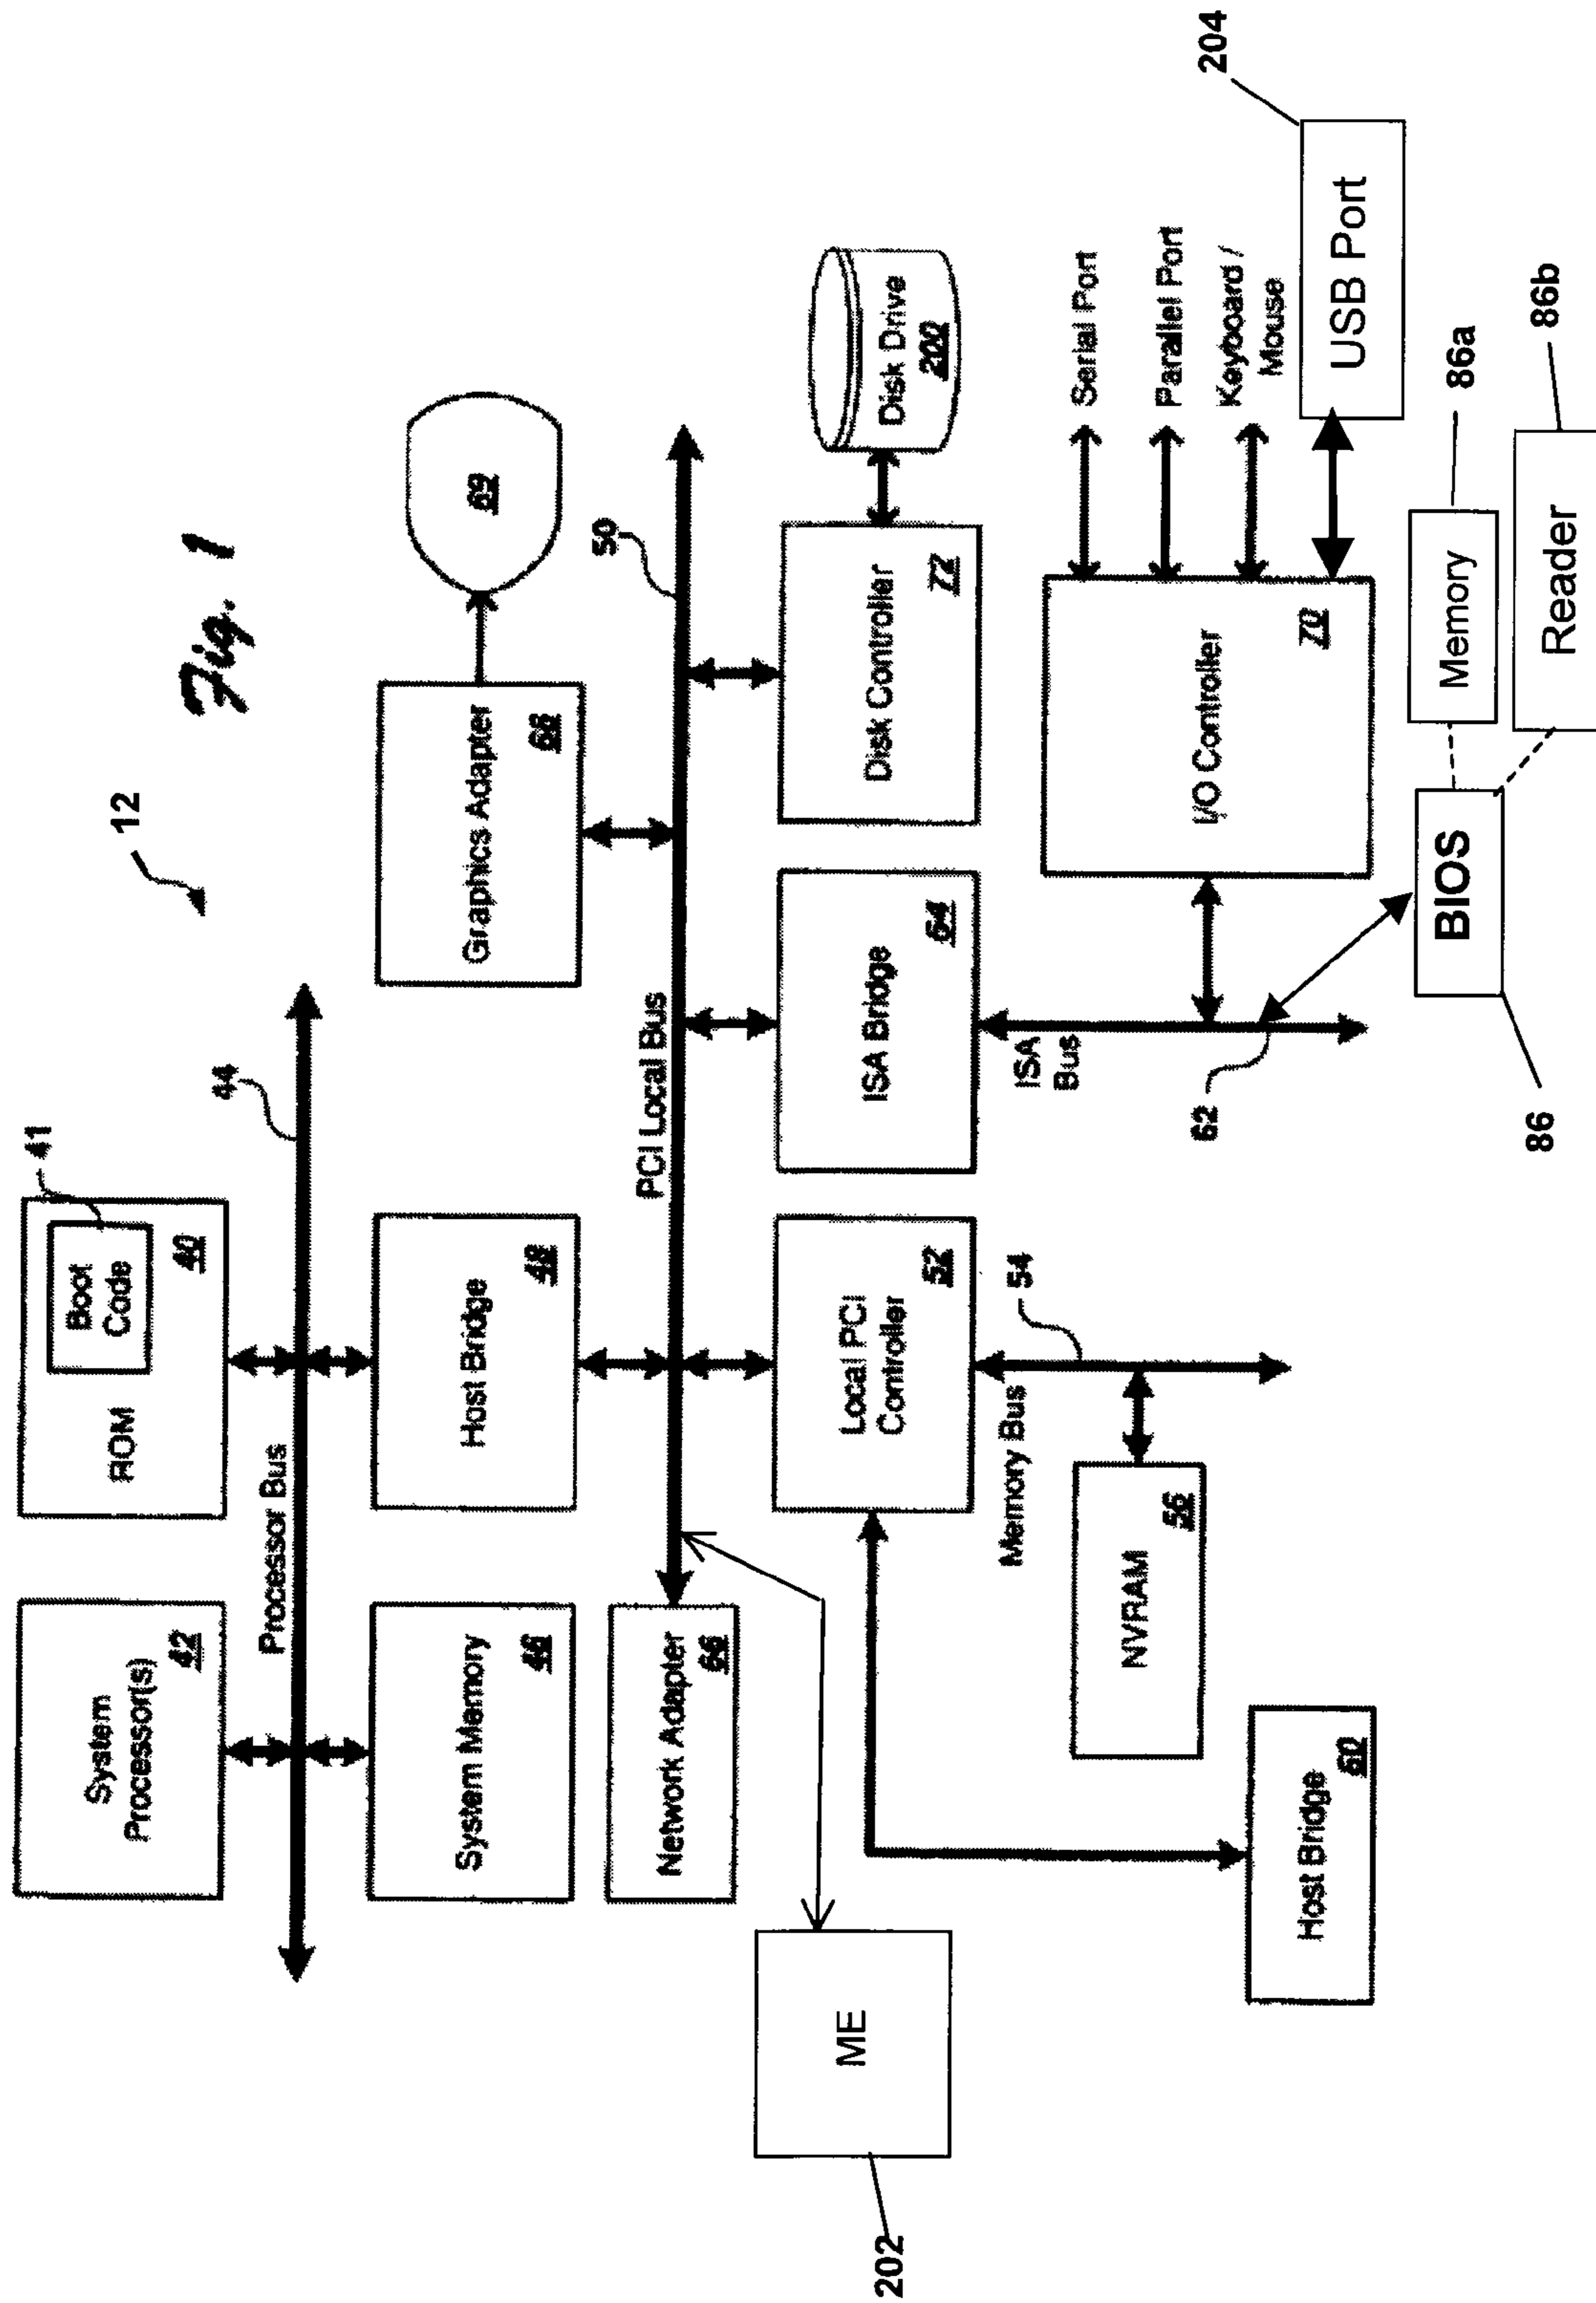 Fig. 1
12
System
Processor(s)
42
ROM
Boot
Code
40
41
Processor Bus
44
System Memory
46
Host Bridge
48
Graphics Adapter
68
69
Network Adapter
66
PCI Local Bus
50
ME
202
Local PCI
Controller
52
ISA Bridge
64
Disk Controller
72
Disk Drive
200
Memory Bus
54
NVRAM
56
Host Bridge
60
ISA
Bus
62
I/O Controller
70
Serial Port
Parallel Port
Keyboard /
Mouse
USB Port
204
BIOS
86
Memory
86a
Reader
86b